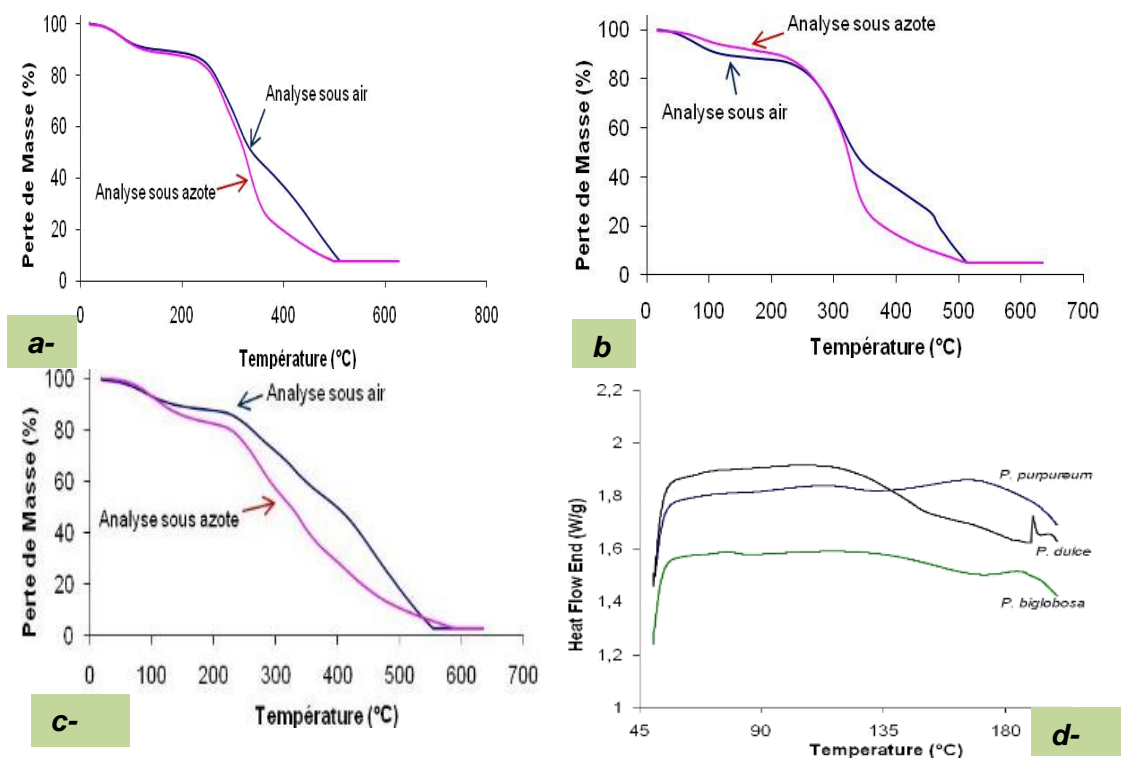 Perte de Masse (%)
100
80
60
40
20
0
Analyse sous air
Analyse sous azote
0 200 400 600 800
Température (°C)
a-
Perte de Masse (%)
100
80
60
40
20
0
Analyse sous azote
Analyse sous air
0 100 200 300 400 500 600 700
Température (°C)
b
Perte de Masse (%)
100
80
60
40
20
0
Analyse sous air
Analyse sous azote
0 100 200 300 400 500 600 700
Température (°C)
c-
Heat Flow End (W/g)
1,2
2
1,8
1,6
1,4
1,2
1
P. purpureum
P. dulce
P. biglobosa
45 90 135 180
Temperature (°C)
d-